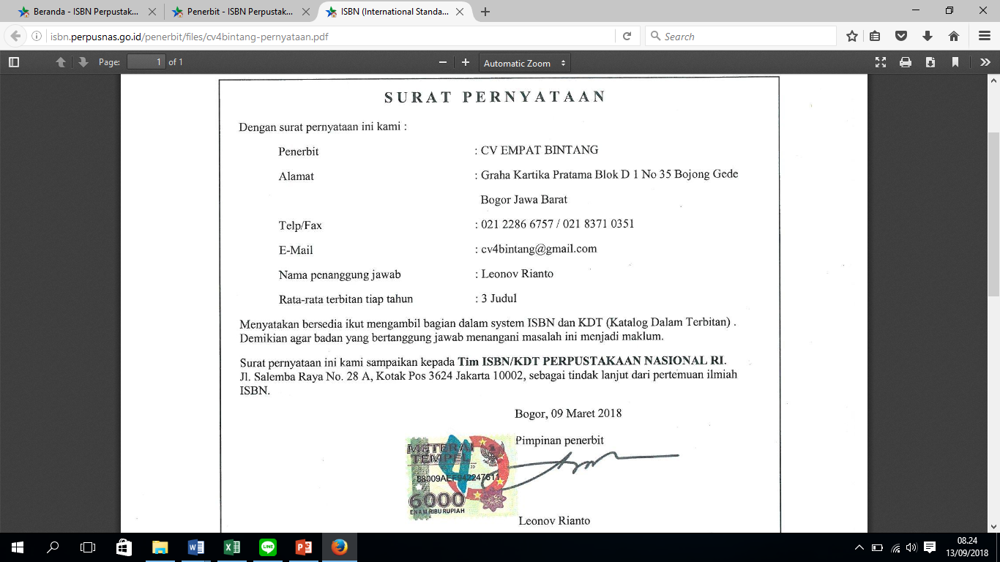 Beranda - ISBN Perpustak...
Penerbit - ISBN Perpustak...
ISBN (International Standa...
isbn.perpusnas.go.id/penerbit/files/cv4bintang-pernyataan.pdf
Search
Page: 1 of 1
Automatic Zoom
SURAT PERNYATAAN
Dengan surat pernyataan ini kami :
Penerbit : CV EMPAT BINTANG
Alamat : Graha Kartika Pratama Blok D 1 No 35 Bojong Gede
Bogor Jawa Barat
Telp/Fax : 021 2286 6757 / 021 8371 0351
E-Mail : cv4bintang@gmail.com
Nama penanggung jawab : Leonov Rianto
Rata-rata terbitan tiap tahun : 3 Judul
Menyatakan bersedia ikut mengambil bagian dalam system ISBN dan KDT (Katalog Dalam Terbitan) .
Demikian agar badan yang bertanggung jawab menangani masalah ini menjadi maklum.
Surat pernyataan ini kami sampaikan kepada Tim ISBN/KDT PERPUSTAKAAN NASIONAL RI.
Jl. Salemba Raya No. 28 A, Kotak Pos 3624 Jakarta 10002, sebagai tindak lanjut dari pertemuan ilmiah
ISBN.
Bogor, 09 Maret 2018
Pimpinan penerbit
METERAI
TEMPEL
6000
ENAM RIBU RUPIAH
Leonov Rianto
08.24
13/09/2018